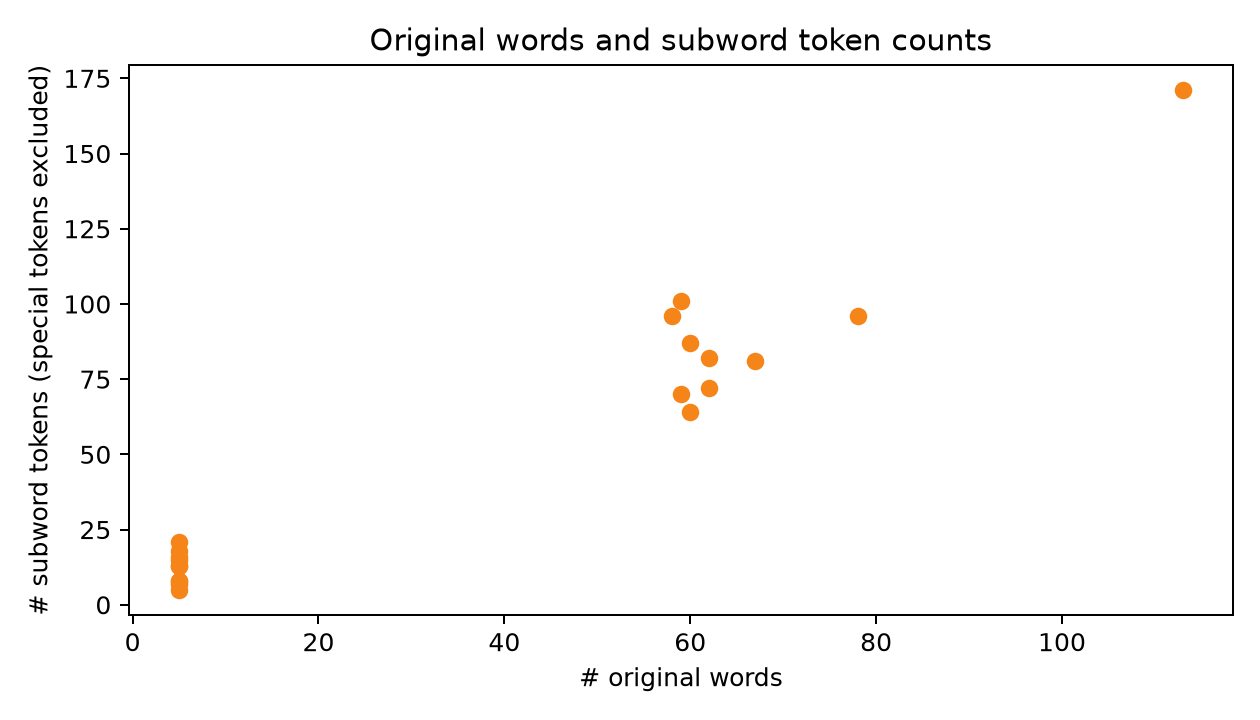 Original words and subword token counts
# subword tokens (special tokens excluded)
175
150
125
100
75
50
25
0
0 20 40 60 80 100
# original words